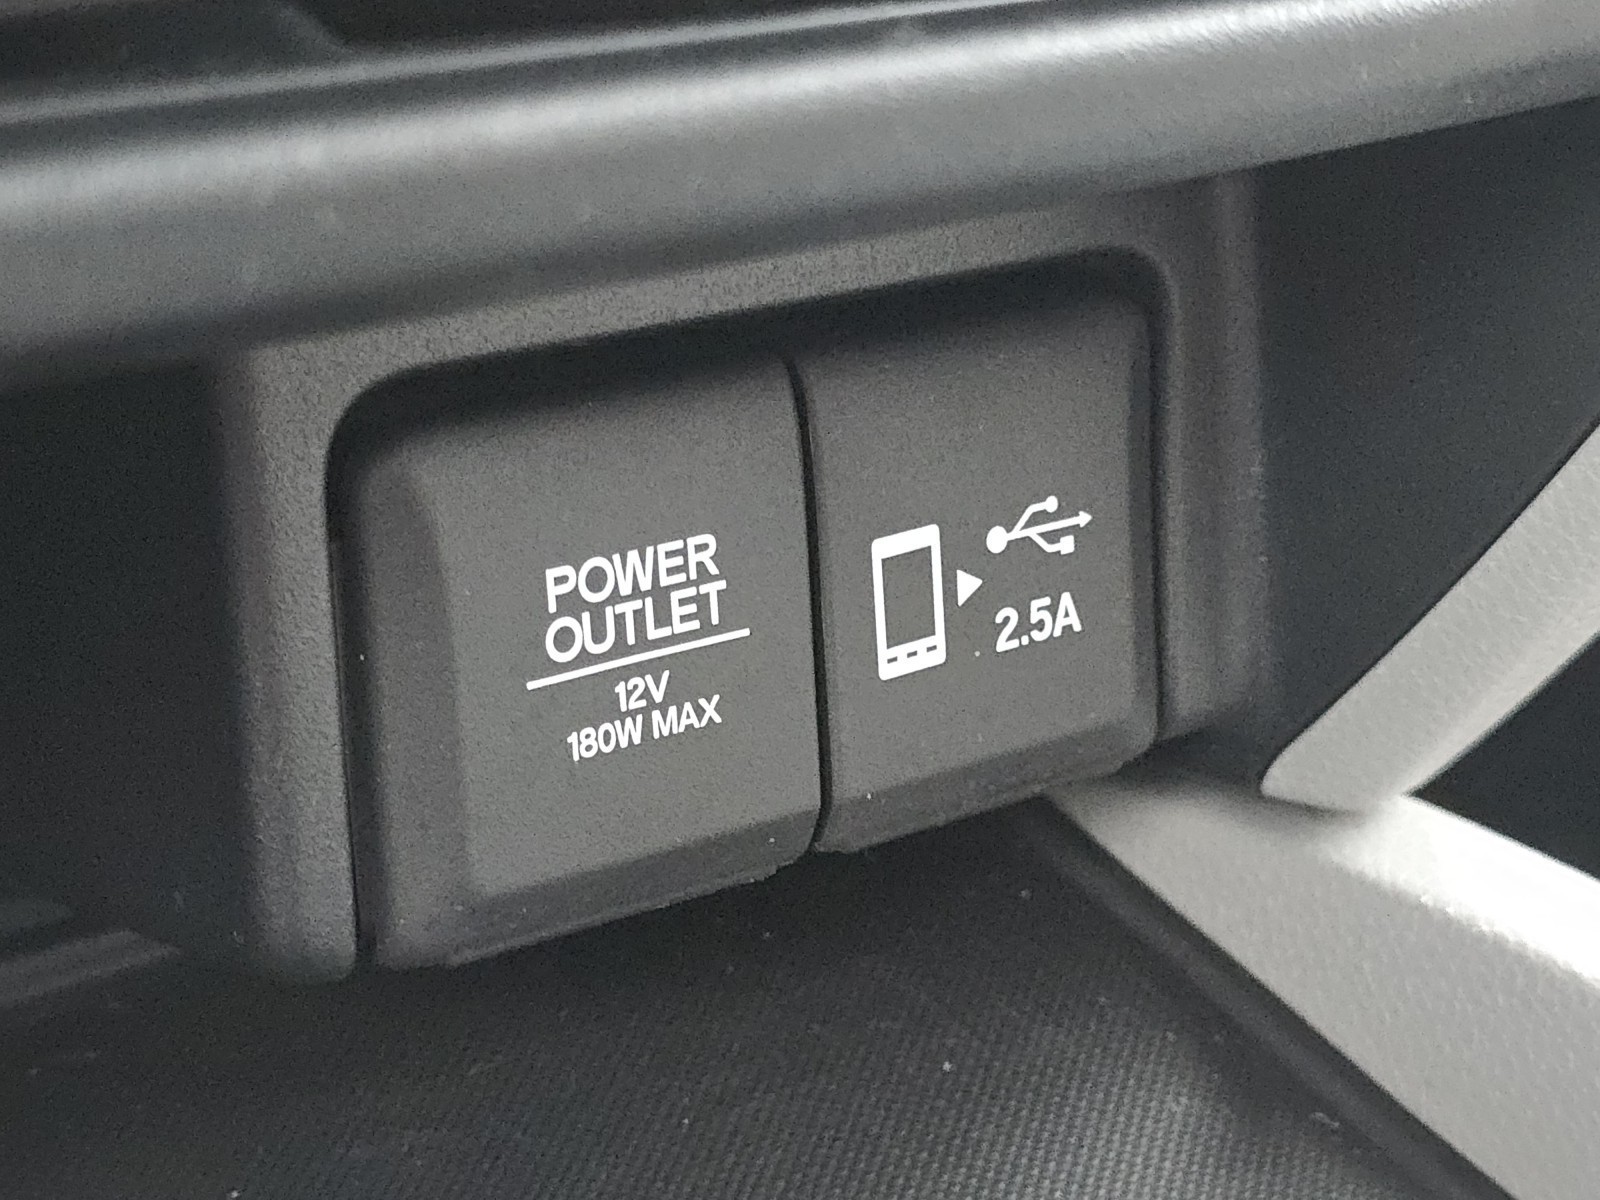 POWER
OUTLET
12V
180W MAX
2.5A